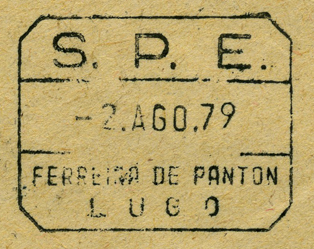 S. P. E.
-2.AGO.79
FERREIRA DE PANTON
LUGO